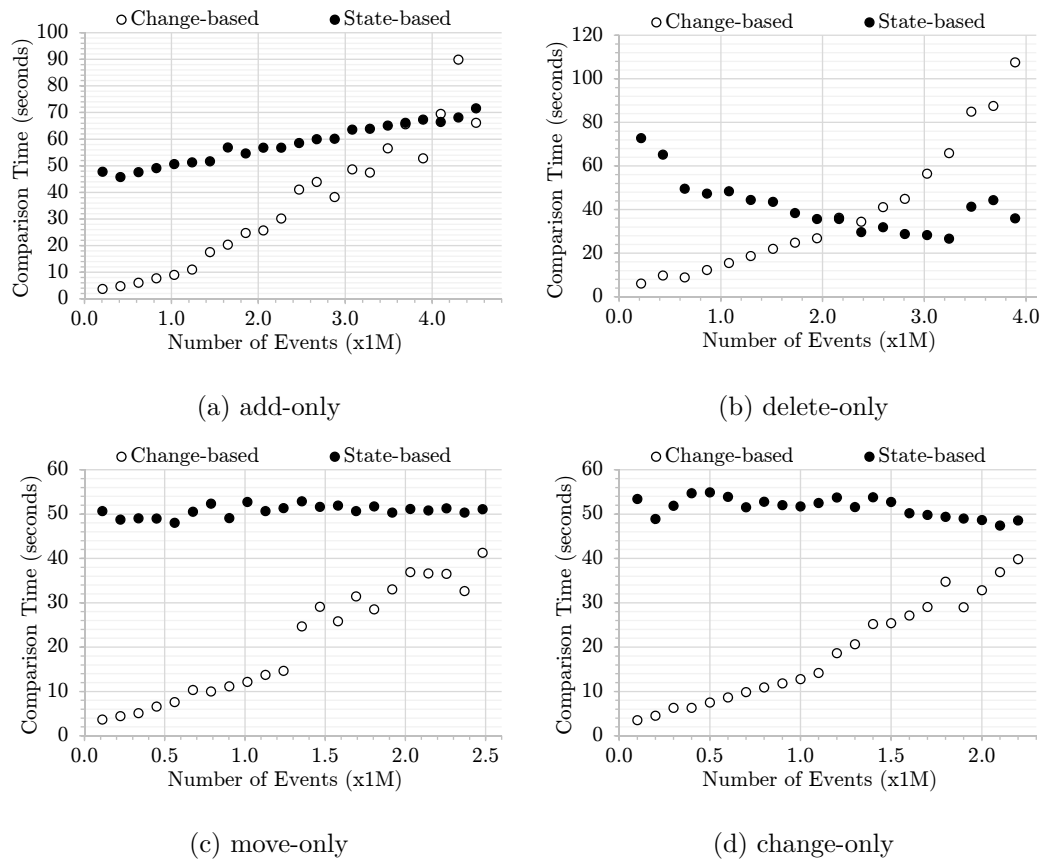 Change-based State-based
100
90
80
70
60
50
40
30
20
10
0
Comparison Time (seconds)
0.0 1.0 2.0 3.0 4.0
Number of Events (x1M)
(a) add-only
Change-based State-based
120
100
80
60
40
20
0
Comparison Time (seconds)
0.0 1.0 2.0 3.0 4.0
Number of Events (x1M)
(b) delete-only
Change-based State-based
60
50
40
30
20
10
0
Comparison Time (seconds)
0.0 0.5 1.0 1.5 2.0 2.5
Number of Events (x1M)
(c) move-only
Change-based State-based
60
50
40
30
20
10
0
Comparison Time (seconds)
0.0 0.5 1.0 1.5 2.0
Number of Events (x1M)
(d) change-only